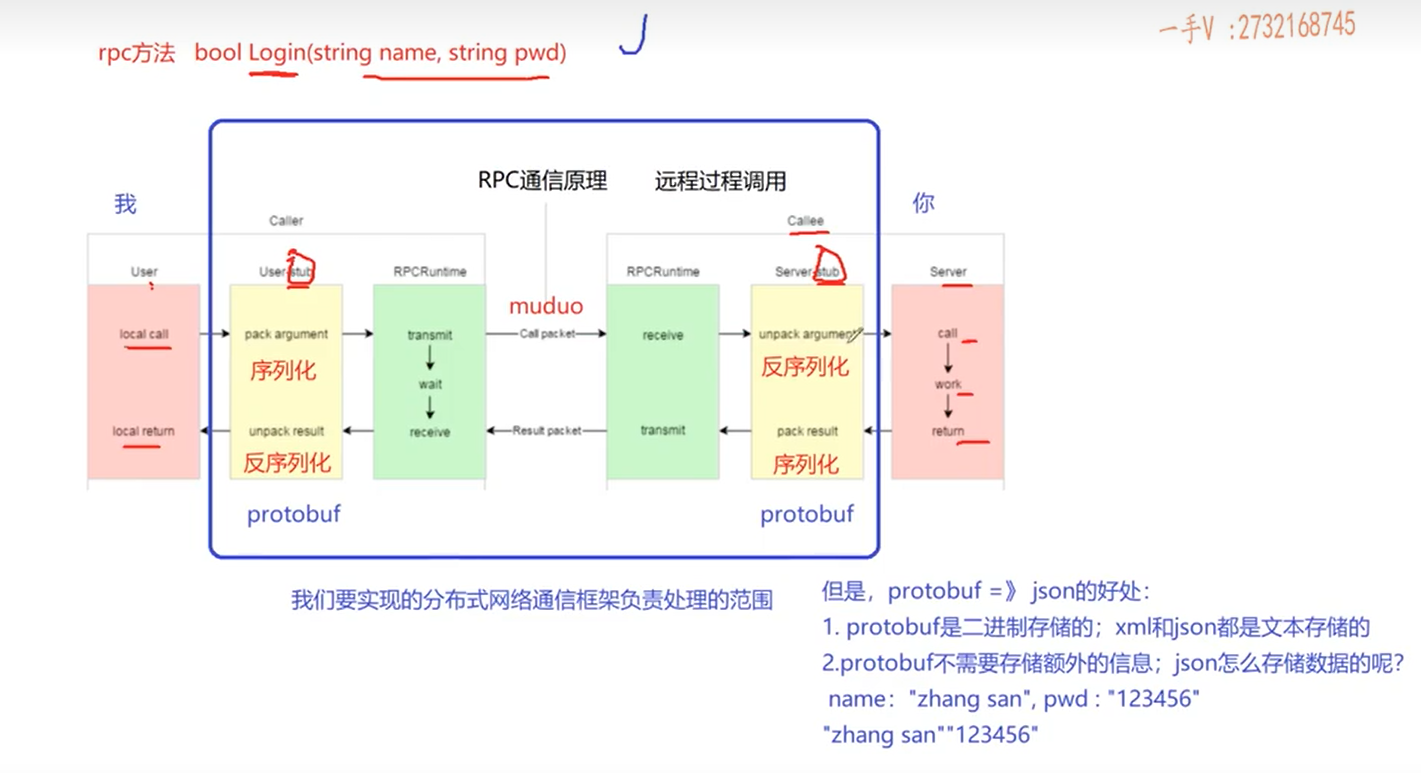 一手V :2732168745
rpc方法 bool Login(string name, string pwd)
RPC通信原理 远程过程调用
我
你
Caller
Callee
User
User-stub
RPCRuntime
RPCRuntime
Server-stub
Server
muduo
local call
pack argument
transmit
Call packet
receive
unpack argument
call
序列化
反序列化
wait
work
local return
unpack result
receive
Result packet
transmit
pack result
return
反序列化
序列化
protobuf
protobuf
我们要实现的分布式网络通信框架负责处理的范围
但是，protobuf =》 json的好处：
1. protobuf是二进制存储的；xml和json都是文本存储的
2.protobuf不需要存储额外的信息；json怎么存储数据的呢？
name："zhang san", pwd : "123456"
"zhang san""123456"